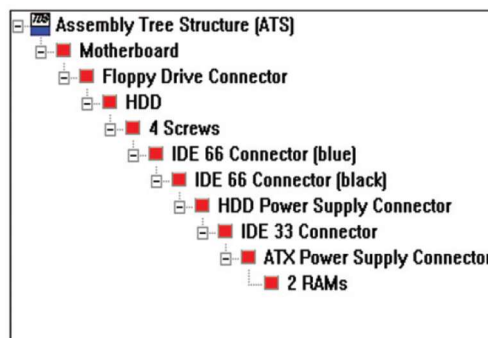 Assembly Tree Structure (ATS)
Motherboard
Floppy Drive Connector
HDD
4 Screws
IDE 66 Connector (blue)
IDE 66 Connector (black)
HDD Power Supply Connector
IDE 33 Connector
ATX Power Supply Connector
2 RAMs